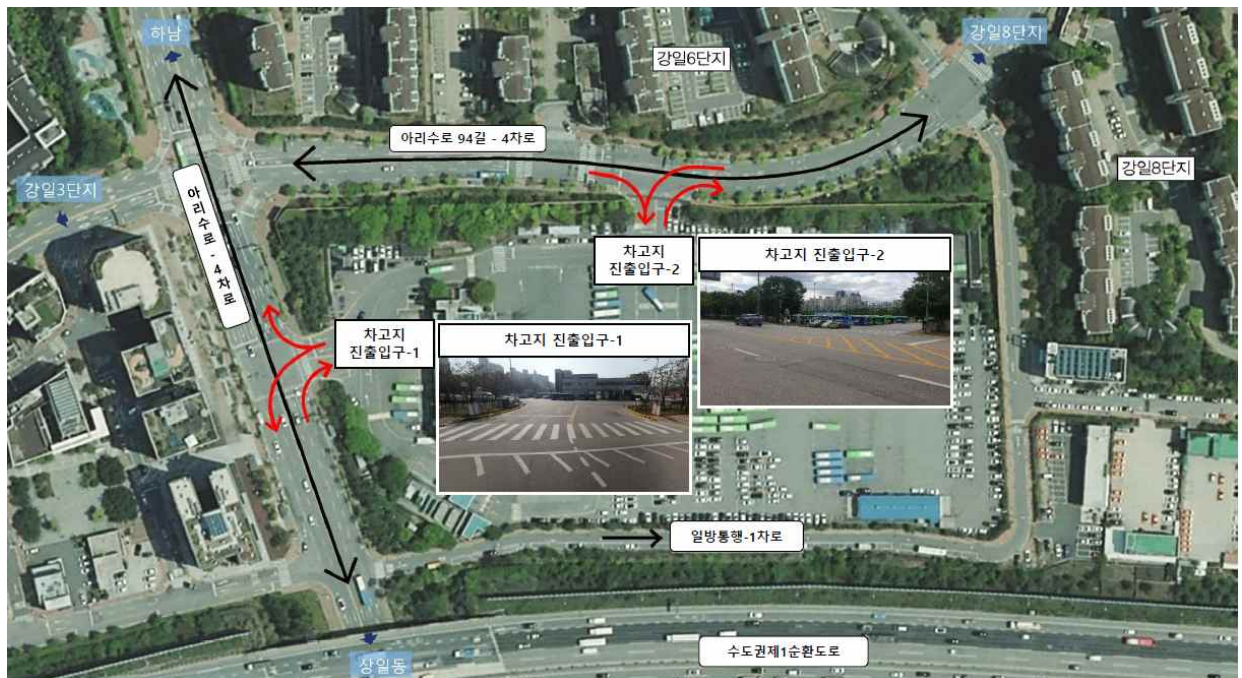 하남
강일8단지
강일6단지
아리수로 94길 - 4차로
강일3단지
강일8단지
아리수로 - 4차로
차고지
진출입구-2
차고지 진출입구-2
차고지
진출입구-1
차고지 진출입구-1
일방통행-1차로
수도권제1순환도로
상일동